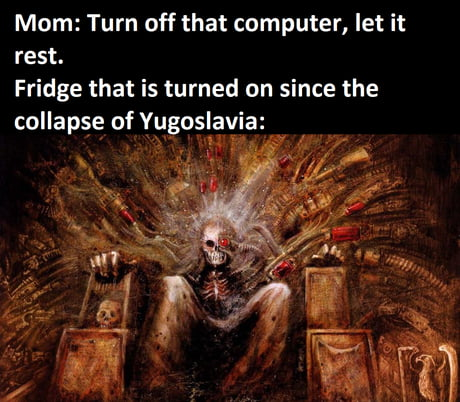 Mom: Turn off that computer, let it
rest.
Fridge that is turned on since the
collapse of Yugoslavia: